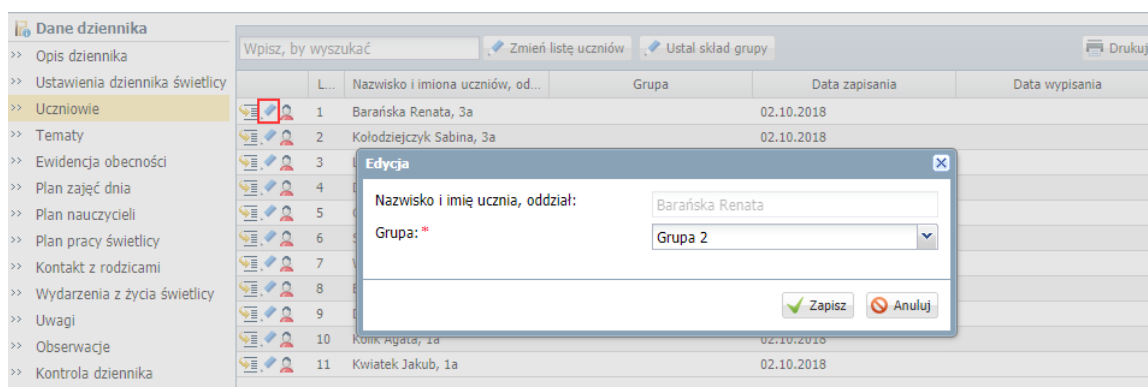 Dane dziennika
>> Opis dziennika
>> Ustawienia dziennika świetlicy
>> Uczniowie
>> Tematy
>> Ewidencja obecności
>> Plan zajęć dnia
>> Plan nauczycieli
>> Plan pracy świetlicy
>> Kontakt z rodzicami
>> Wydarzenia z życia świetlicy
>> Uwagi
>> Obserwacje
>> Kontrola dziennika
Wpisz, by wyszukać Zmień listę uczniów Ustal skład grupy Drukuj
L... Nazwisko i imiona uczniów, od... Grupa Data zapisania Data wypisania
1 Barańska Renata, 3a 02.10.2018
2 Kołodziejczyk Sabina, 3a 02.10.2018
3
4
5
6
7
8
9
10 Kolik Agata, 1a 02.10.2018
11 Kwiatek Jakub, 1a 02.10.2018
Edycja
Nazwisko i imię ucznia, oddział: Barańska Renata
Grupa: * Grupa 2
Zapisz Anuluj